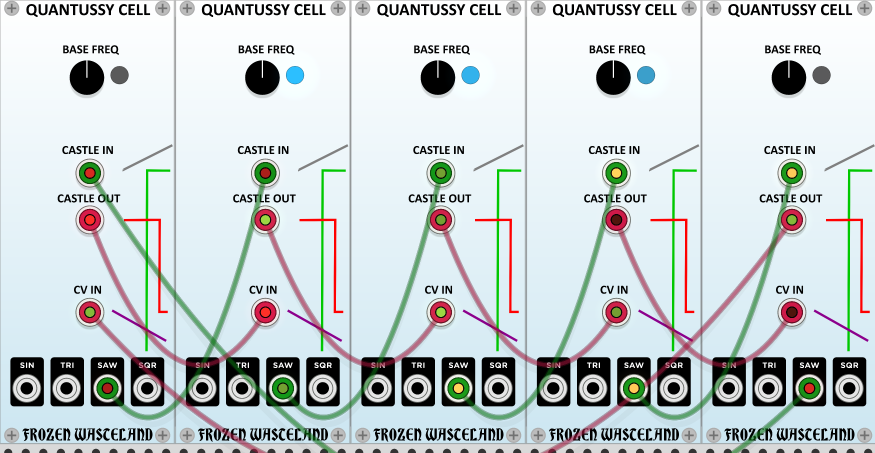 QUANTUSSY CELL QUANTUSSY CELL QUANTUSSY CELL QUANTUSSY CELL QUANTUSSY CELL
BASE FREQ BASE FREQ BASE FREQ BASE FREQ BASE FREQ
CASTLE IN CASTLE IN CASTLE IN CASTLE IN CASTLE IN
CASTLE OUT CASTLE OUT CASTLE OUT CASTLE OUT CASTLE OUT
CV IN CV IN CV IN CV IN CV IN
SIN TRI SAW SQR SIN TRI SAW SQR SIN TRI SAW SQR SIN TRI SAW SQR SIN TRI SAW SQR
FROZEN WASTELAND FROZEN WASTELAND FROZEN WASTELAND FROZEN WASTELAND FROZEN WASTELAND